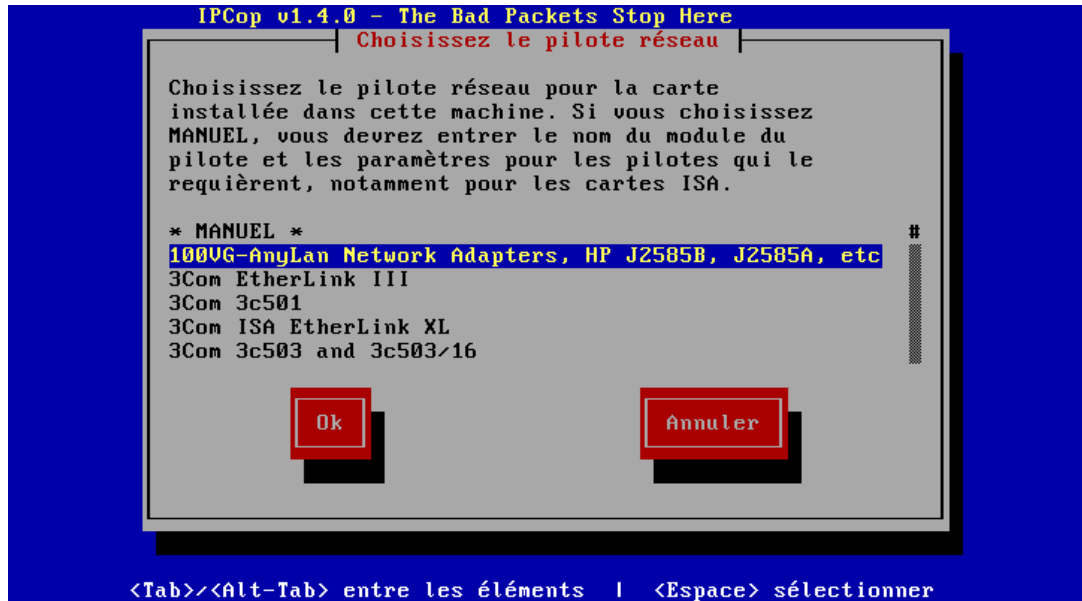 IPCop v1.4.0 - The Bad Packets Stop Here
Choisissez le pilote réseau
Choisissez le pilote réseau pour la carte
installée dans cette machine. Si vous choisissez
MANUEL, vous devrez entrer le nom du module du
pilote et les paramètres pour les pilotes qui le
requièrent, notamment pour les cartes ISA.
* MANUEL * #
100VG-AnyLan Network Adapters, HP J2585B, J2585A, etc
3Com EtherLink III
3Com 3c501
3Com ISA EtherLink XL
3Com 3c503 and 3c503/16
Ok Annuler
<Tab>/<Alt-Tab> entre les éléments | <Espace> sélectionner